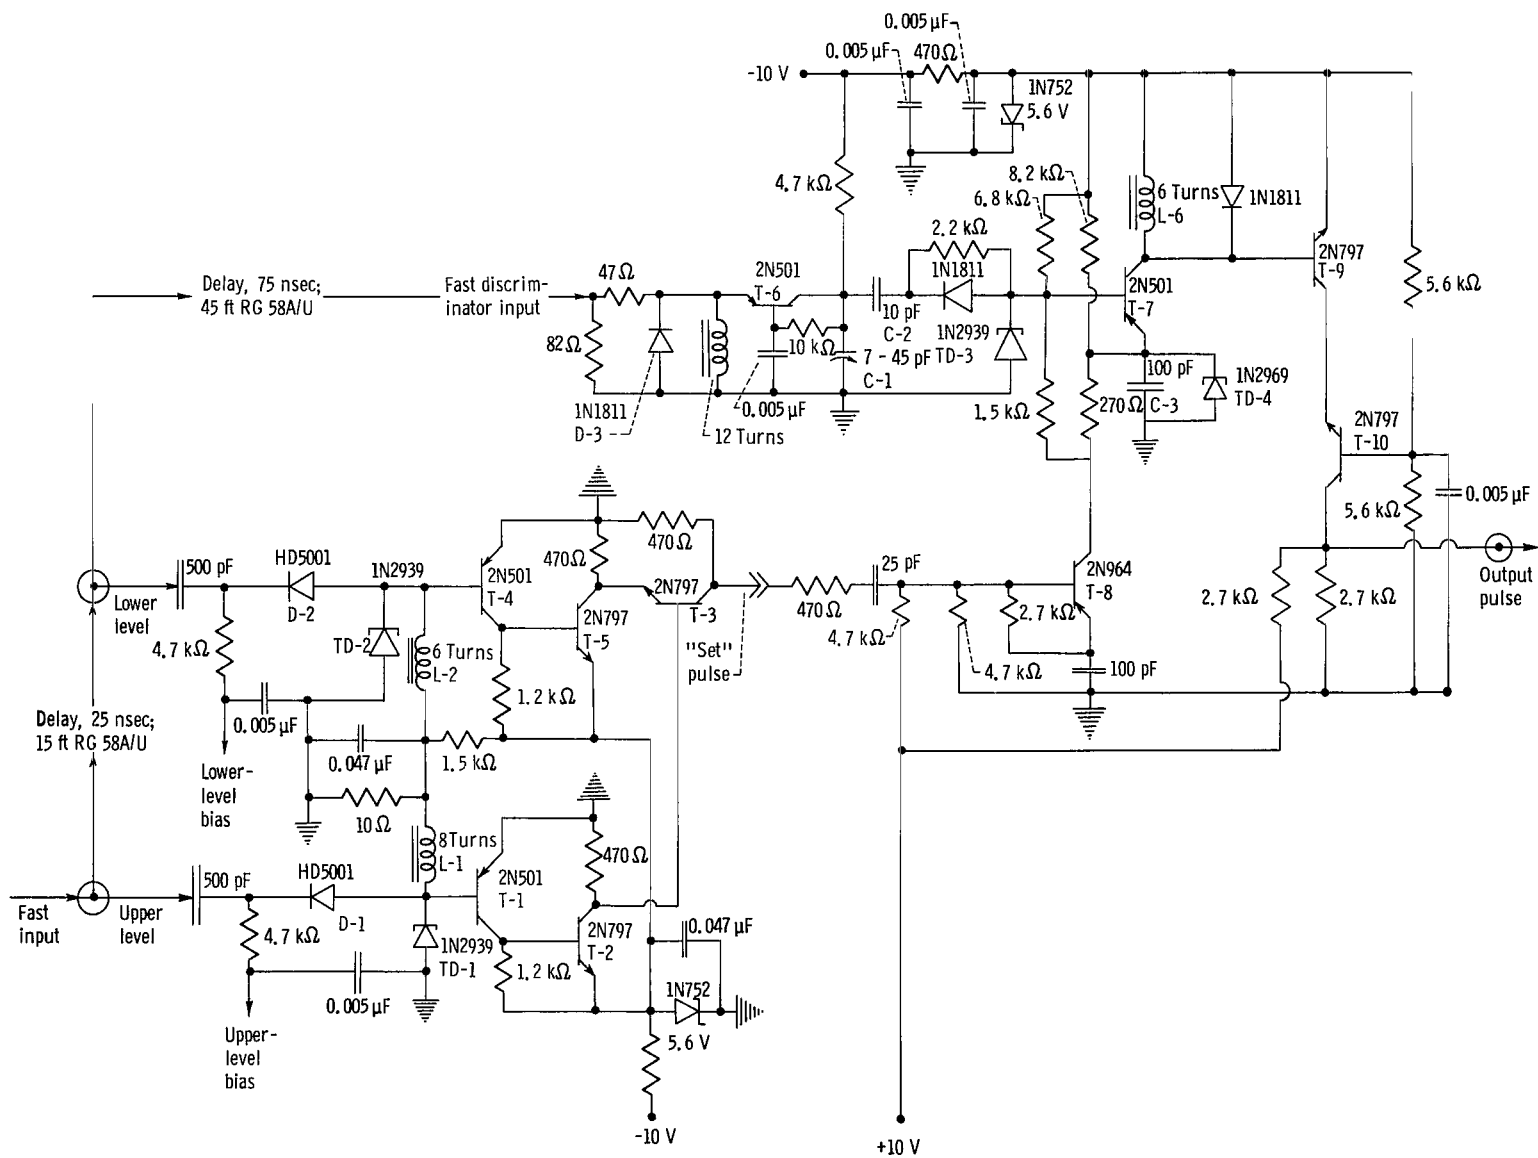 0.005 μF
0.005 μF
470 Ω
-10 V
1N752
5.6 V
4.7 kΩ
8.2 kΩ
6.8 kΩ
6 Turns
L-6
1N1811
2.2 kΩ
1N1811
2N797
T-9
Delay, 75 nsec;
45 ft RG 58A/U
Fast discrim-
inator input
47 Ω
2N501
T-6
2N501
T-7
5.6 kΩ
82 Ω
10 kΩ
10 pF
C-2
1N2939
TD-3
7 - 45 pF
C-1
100 pF
C-3
1N2969
TD-4
1N1811
D-3
0.005 μF
12 Turns
1.5 kΩ
270 Ω
2N797
T-10
0.005 μF
5.6 kΩ
470 Ω
470 Ω
500 pF
HD5001
D-2
1N2939
2N501
T-4
2N797
T-3
25 pF
2N964
T-8
Output
pulse
Lower
level
TD-2
2N797
T-5
470 Ω
4.7 kΩ
2.7 kΩ
2.7 kΩ
2.7 kΩ
4.7 kΩ
6 Turns
L-2
"Set"
pulse
4.7 kΩ
100 pF
1.2 kΩ
0.005 μF
Delay, 25 nsec;
15 ft RG 58A/U
0.047 μF
1.5 kΩ
Lower-
level
bias
10 Ω
8 Turns
L-1
470 Ω
500 pF
HD5001
D-1
2N501
T-1
Fast
input
Upper
level
4.7 kΩ
1N2939
TD-1
2N797
T-2
0.047 μF
1.2 kΩ
0.005 μF
1N752
5.6 V
Upper-
level
bias
-10 V
+10 V